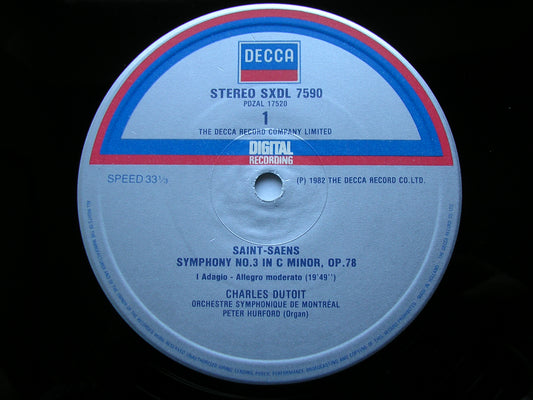 DECCA
STEREO SXDL 7590
PDZAL 17520
1
THE DECCA RECORD COMPANY LIMITED
DIGITAL
RECORDING
SPEED 33⅓
(P) 1982 THE DECCA RECORD CO.LTD.
SAINT-SAENS
SYMPHONY NO.3 IN C MINOR, OP.78
I Adagio - Allegro moderato (19'49'')
CHARLES DUTOIT
ORCHESTRE SYMPHONIQUE DE MONTRÉAL
PETER HURFORD (Organ)